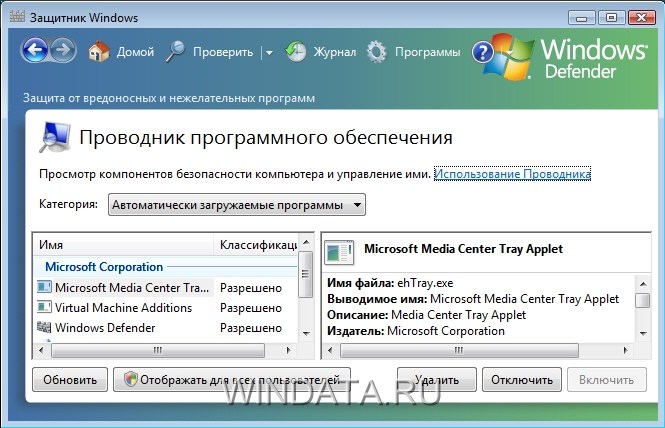 Защитник Windows
Домой Проверить Журнал Программы ? Windows
Defender
Защита от вредоносных и нежелательных программ
Проводник программного обеспечения
Просмотр компонентов безопасности компьютера и управление ими. Использование Проводника
Категория: Автоматически загружаемые программы
Имя Классификаци
Microsoft Corporation
Microsoft Media Center Tra... Разрешено
Virtual Machine Additions Разрешено
Windows Defender Разрешено
Microsoft Media Center Tray Applet
Имя файла: ehTray.exe
Выводимое имя: Microsoft Media Center Tray Applet
Описание: Media Center Tray Applet
Издатель: Microsoft Corporation
Обновить Отображать для всех пользователей Удалить Отключить Включить
WINDATA.RU